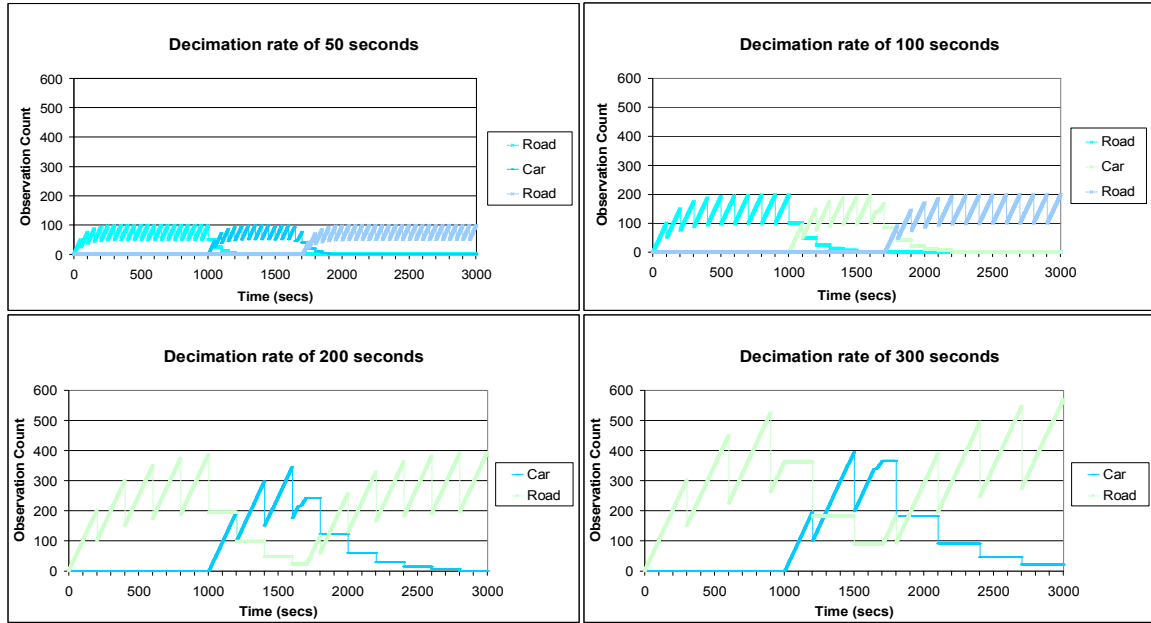 Decimation rate of 50 seconds
600
500
400
300
200
100
0
Observation Count
0 500 1000 1500 2000 2500 3000
Time (secs)
Road
Car
Road
Decimation rate of 100 seconds
600
500
400
300
200
100
0
Observation Count
0 500 1000 1500 2000 2500 3000
Time (secs)
Road
Car
Road
Decimation rate of 200 seconds
600
500
400
300
200
100
0
Observation Count
0 500 1000 1500 2000 2500 3000
Time (secs)
Car
Road
Decimation rate of 300 seconds
600
500
400
300
200
100
0
Observation Count
0 500 1000 1500 2000 2500 3000
Time (secs)
Car
Road